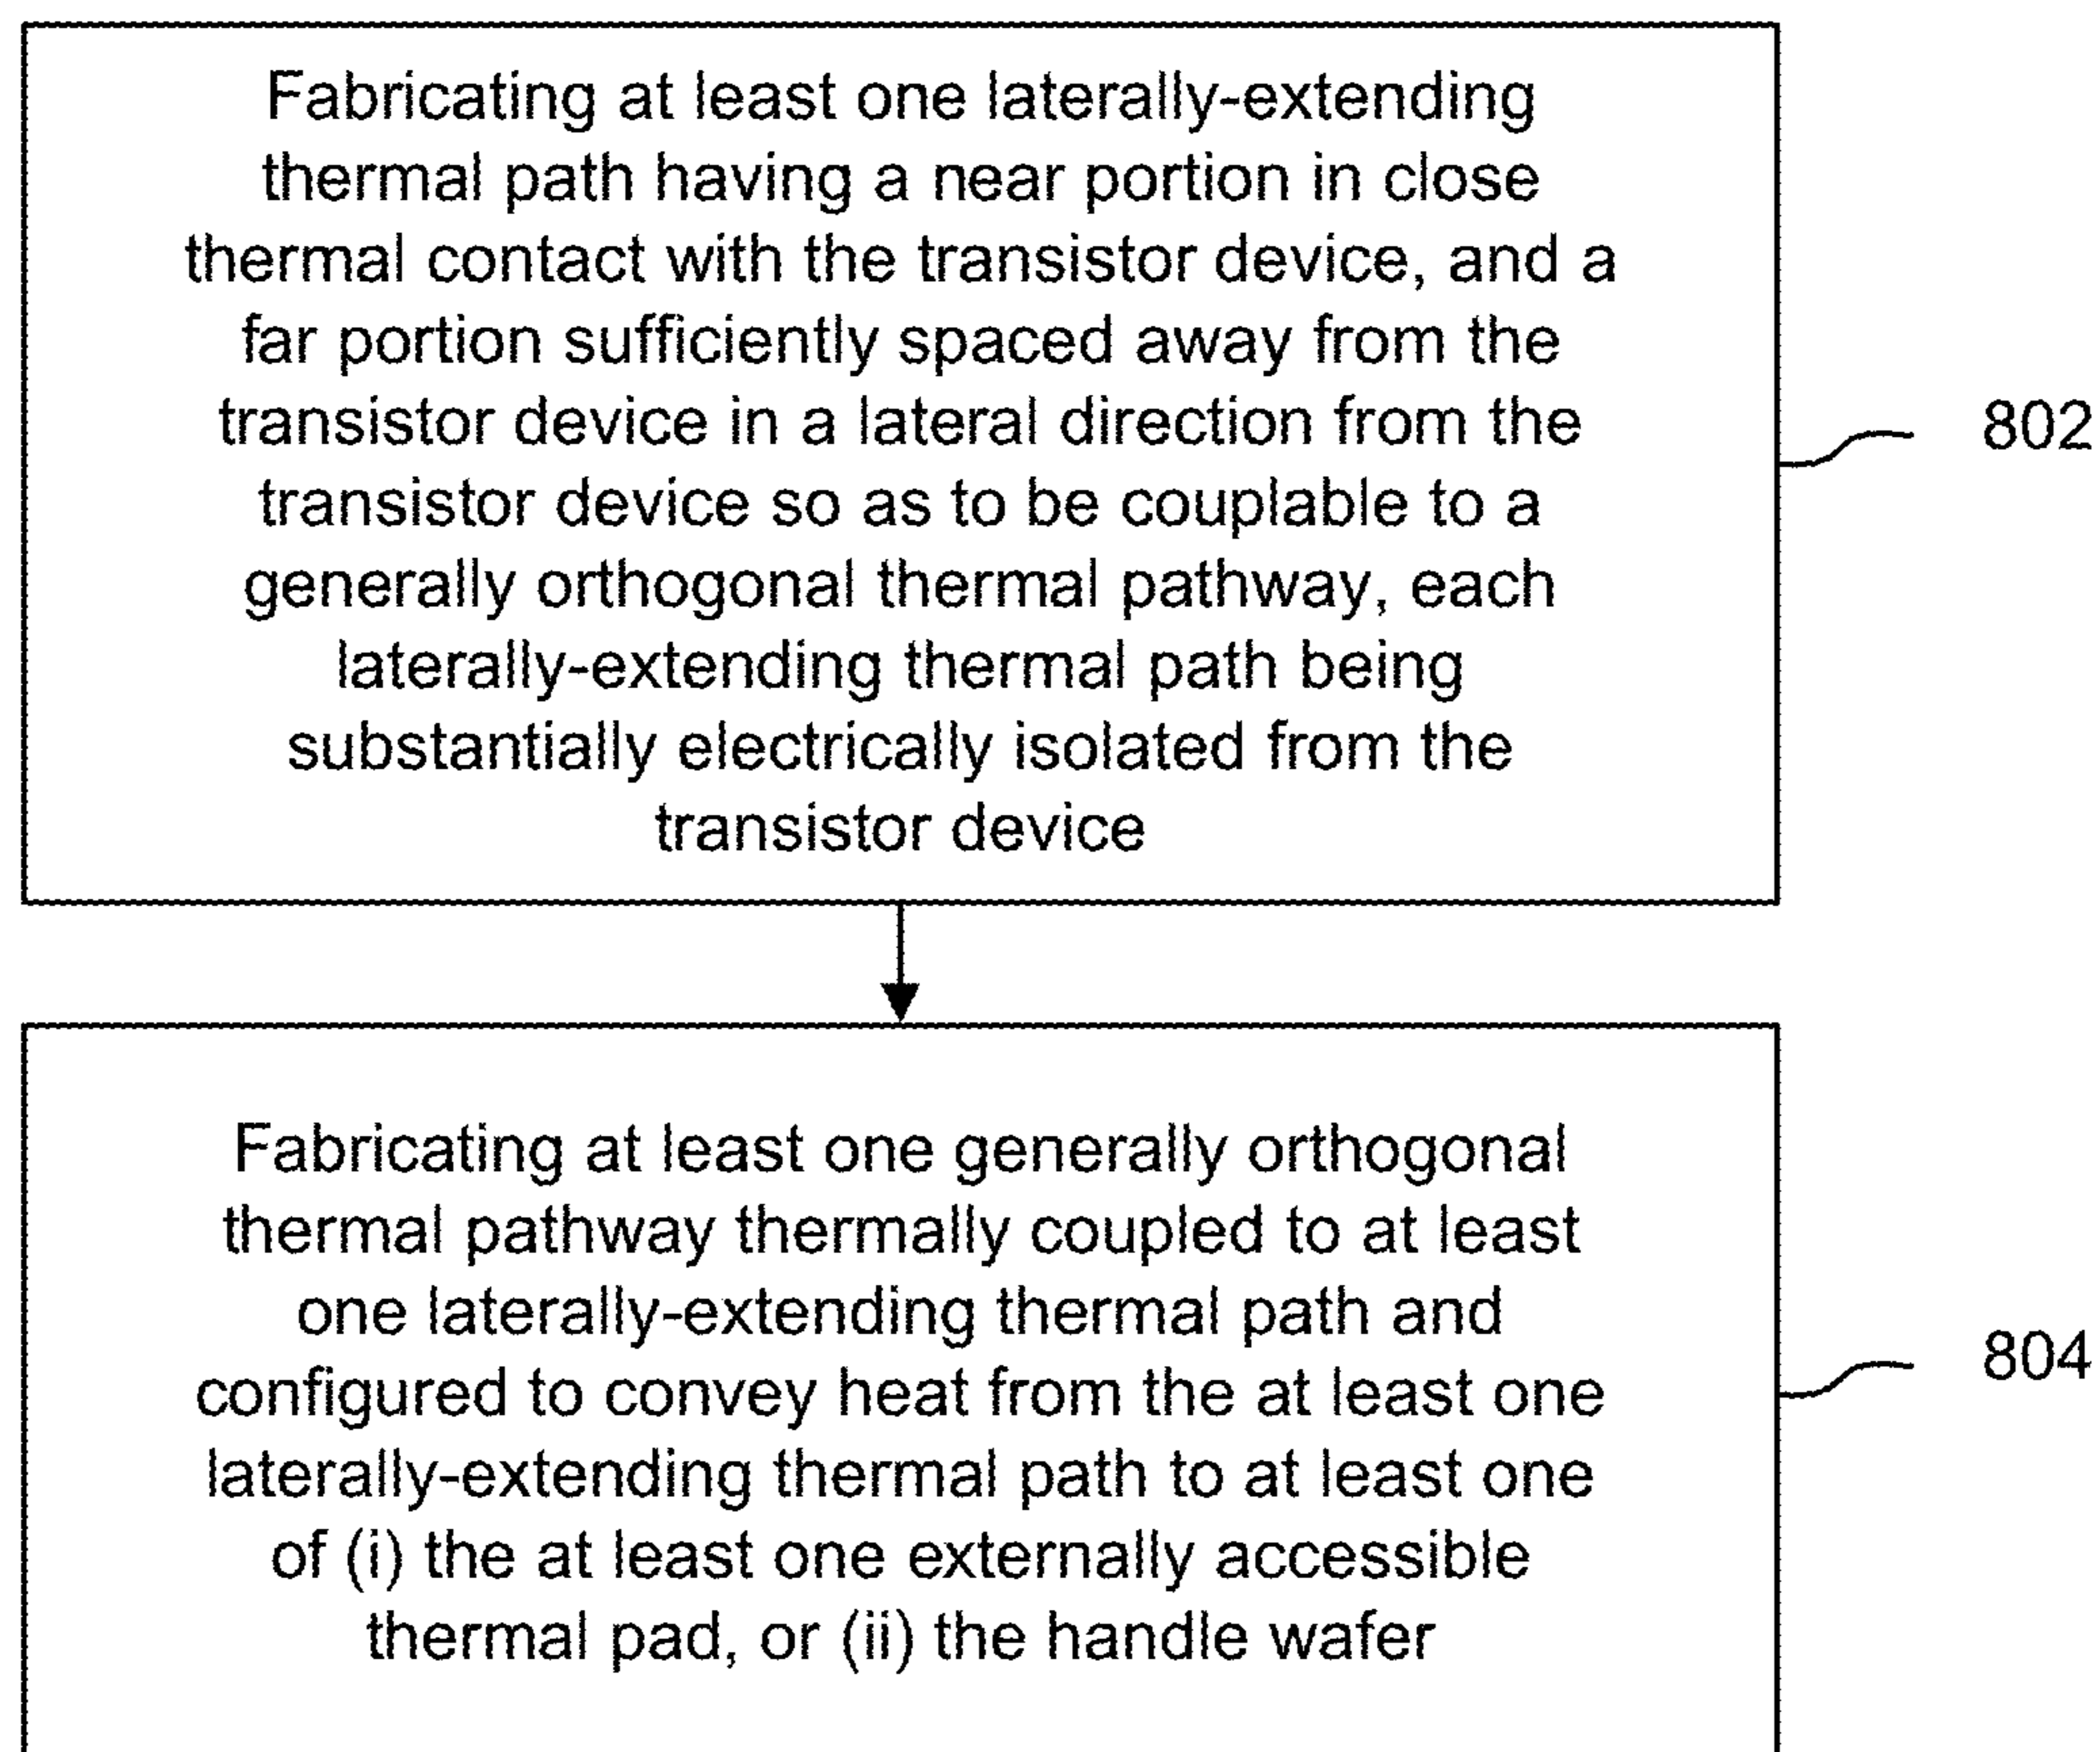 Fabricating at least one laterally-extending
thermal path having a near portion in close
thermal contact with the transistor device, and a
far portion sufficiently spaced away from the
transistor device in a lateral direction from the
transistor device so as to be couplable to a
generally orthogonal thermal pathway, each
laterally-extending thermal path being
substantially electrically isolated from the
transistor device
802
Fabricating at least one generally orthogonal
thermal pathway thermally coupled to at least
one laterally-extending thermal path and
configured to convey heat from the at least one
laterally-extending thermal path to at least one
of (i) the at least one externally accessible
thermal pad, or (ii) the handle wafer
804